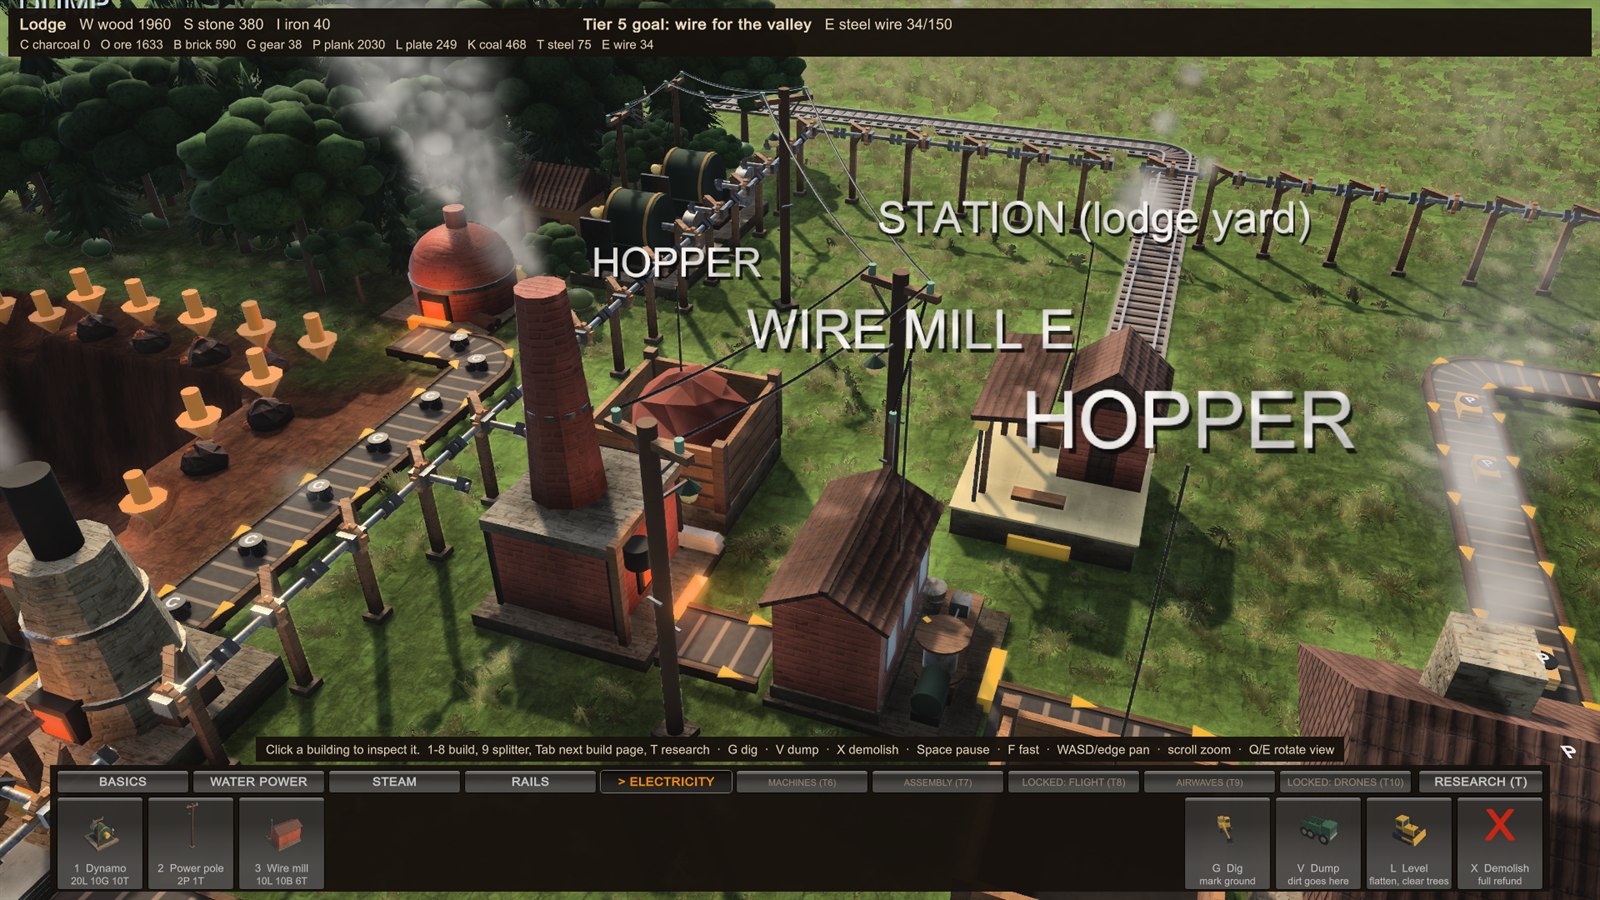 Lodge W wood 1960 S stone 380 I iron 40
Tier 5 goal: wire for the valley E steel wire 34/150
C charcoal 0 O ore 1633 B brick 590 G gear 38 P plank 2030 L plate 249 K coal 468 T steel 75 E wire 34
STATION (lodge yard)
HOPPER
WIRE MILL E
HOPPER
C
C
C
C
C
C
C
P
P
P
P
Click a building to inspect it. 1-8 build, 9 splitter, Tab next build page, T research · G dig · V dump · X demolish · Space pause · F fast · WASD/edge pan · scroll zoom · Q/E rotate view
BASICS
WATER POWER
STEAM
RAILS
> ELECTRICITY
MACHINES (T6)
ASSEMBLY (T7)
LOCKED: FLIGHT (T8)
AIRWAVES (T9)
LOCKED: DRONES (T10)
RESEARCH (T)
1 Dynamo
20L 10G 10T
2 Power pole
2P 1T
3 Wire mill
10L 10B 6T
G Dig
mark ground
V Dump
dirt goes here
L Level
flatten, clear trees
X Demolish
full refund